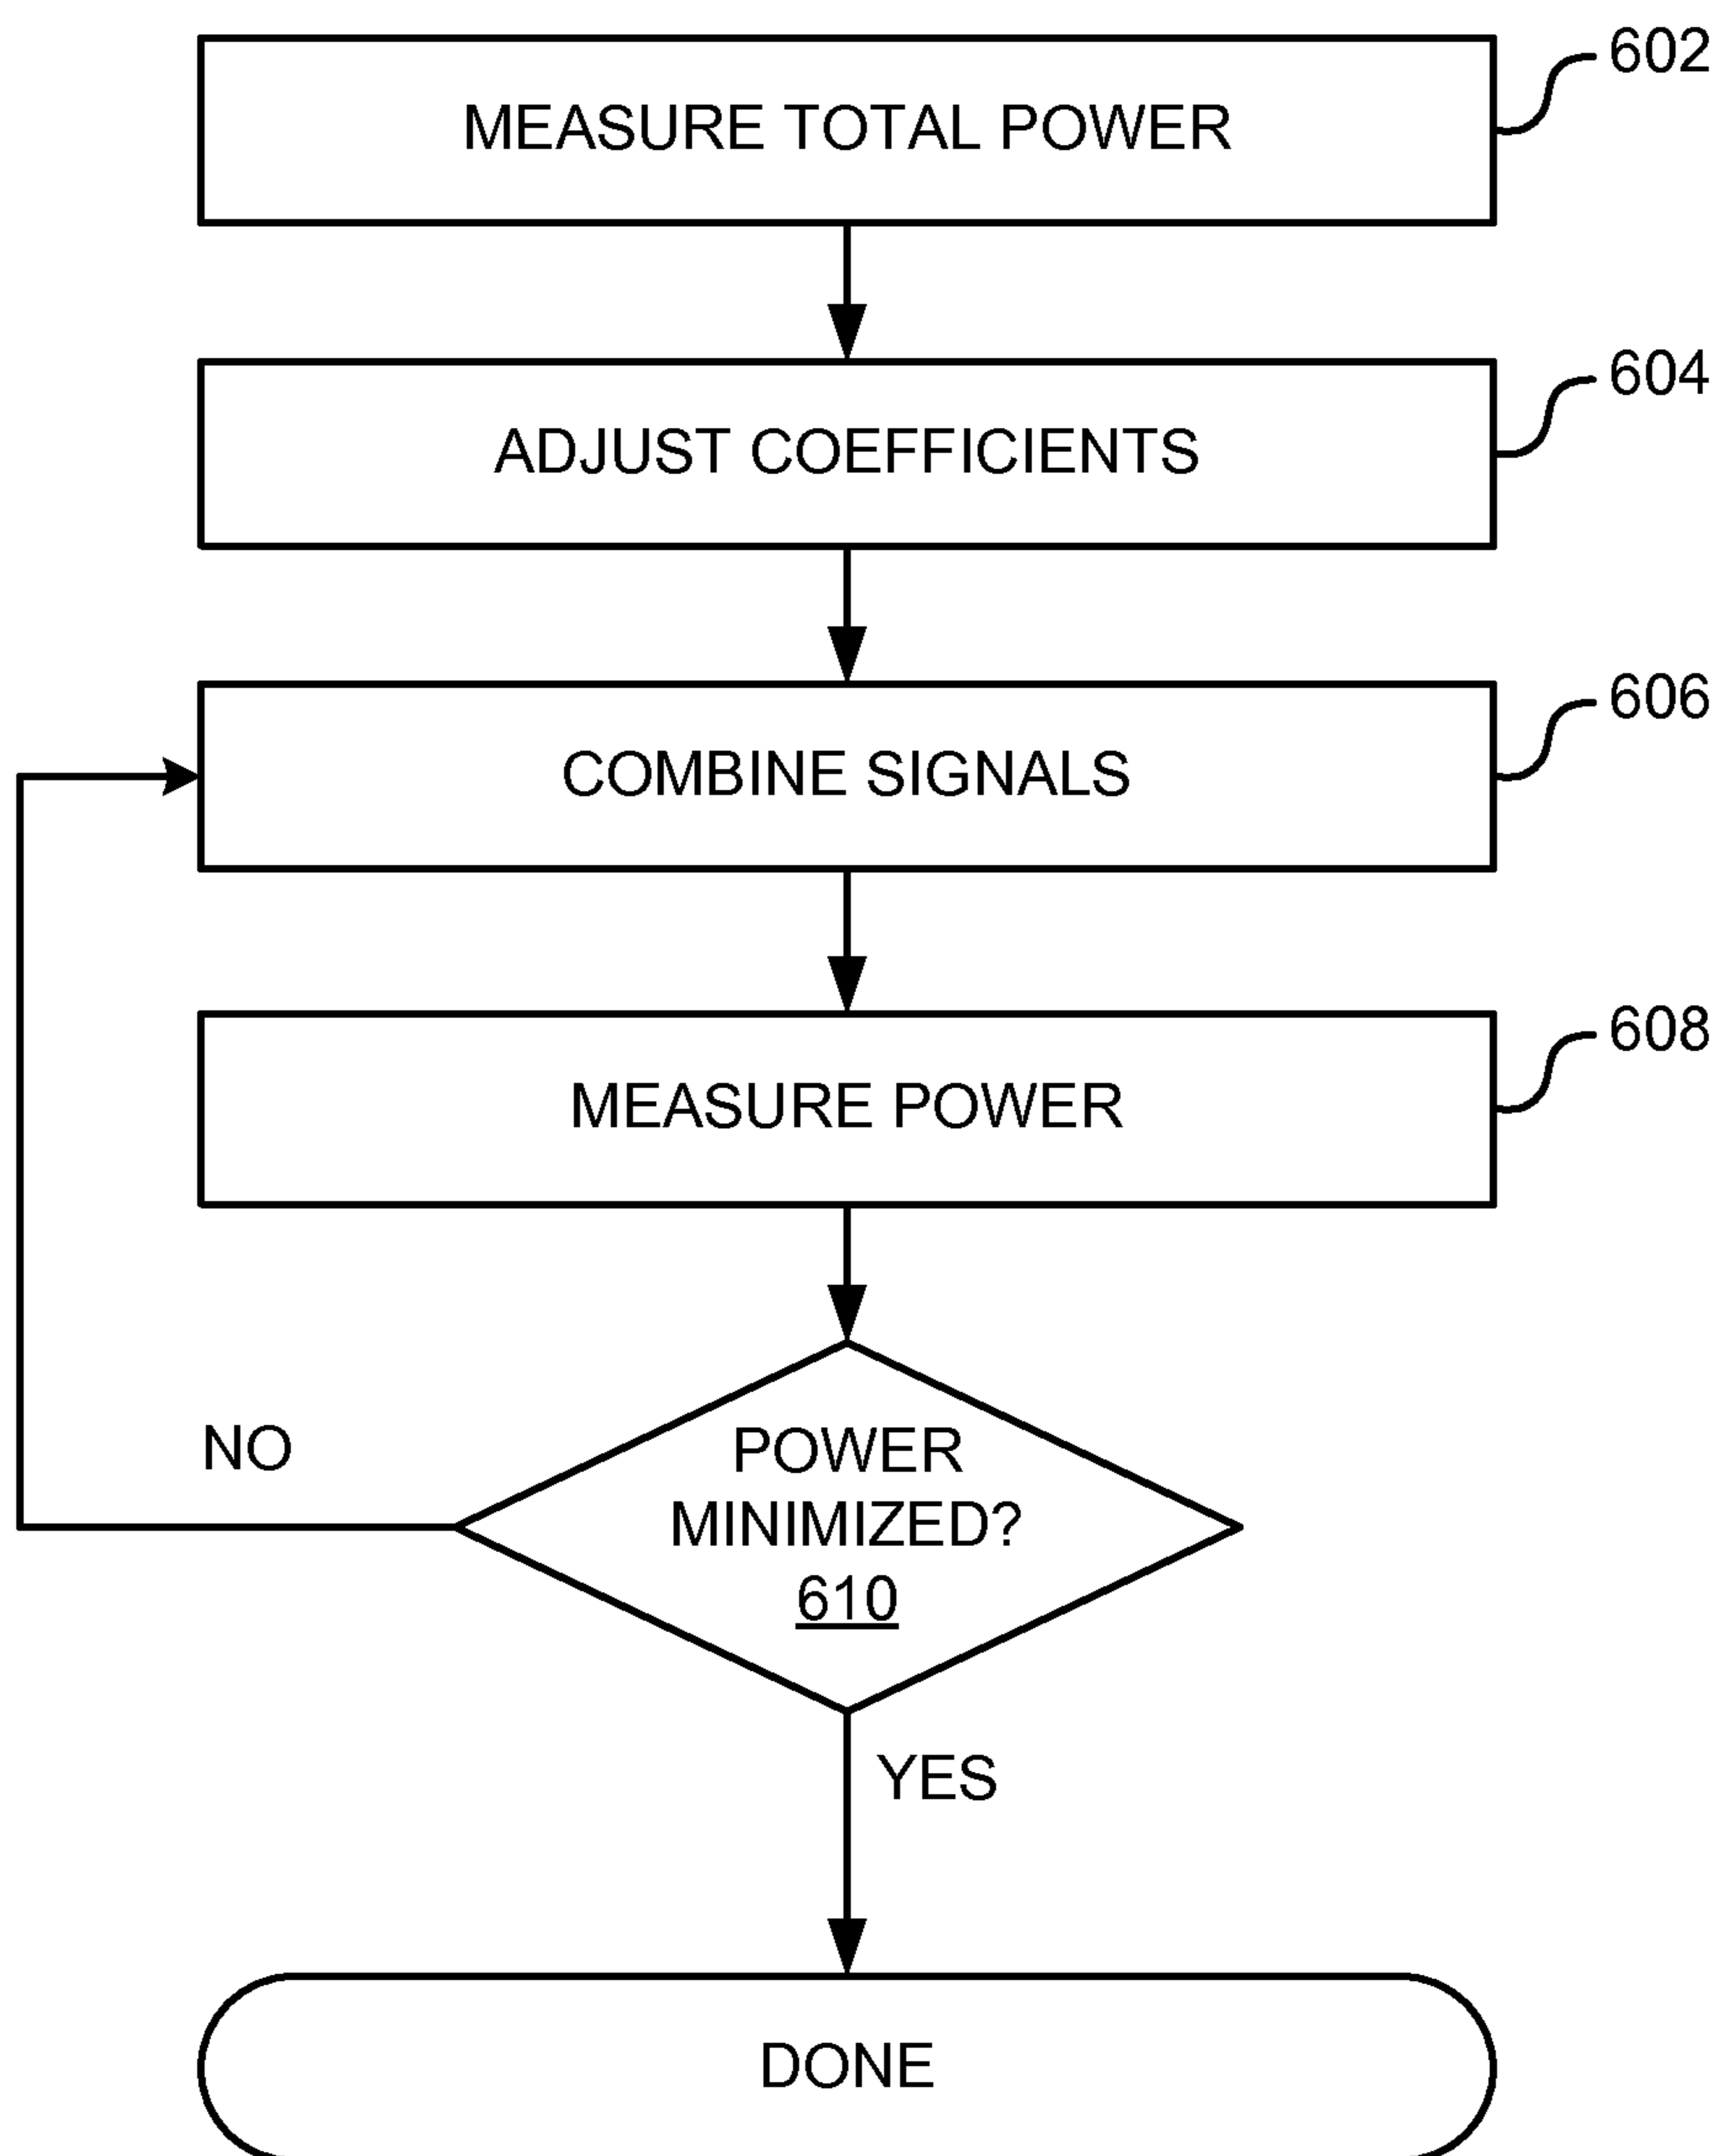 602
MEASURE TOTAL POWER
604
ADJUST COEFFICIENTS
606
COMBINE SIGNALS
608
MEASURE POWER
NO
POWER
MINIMIZED?
610
YES
DONE